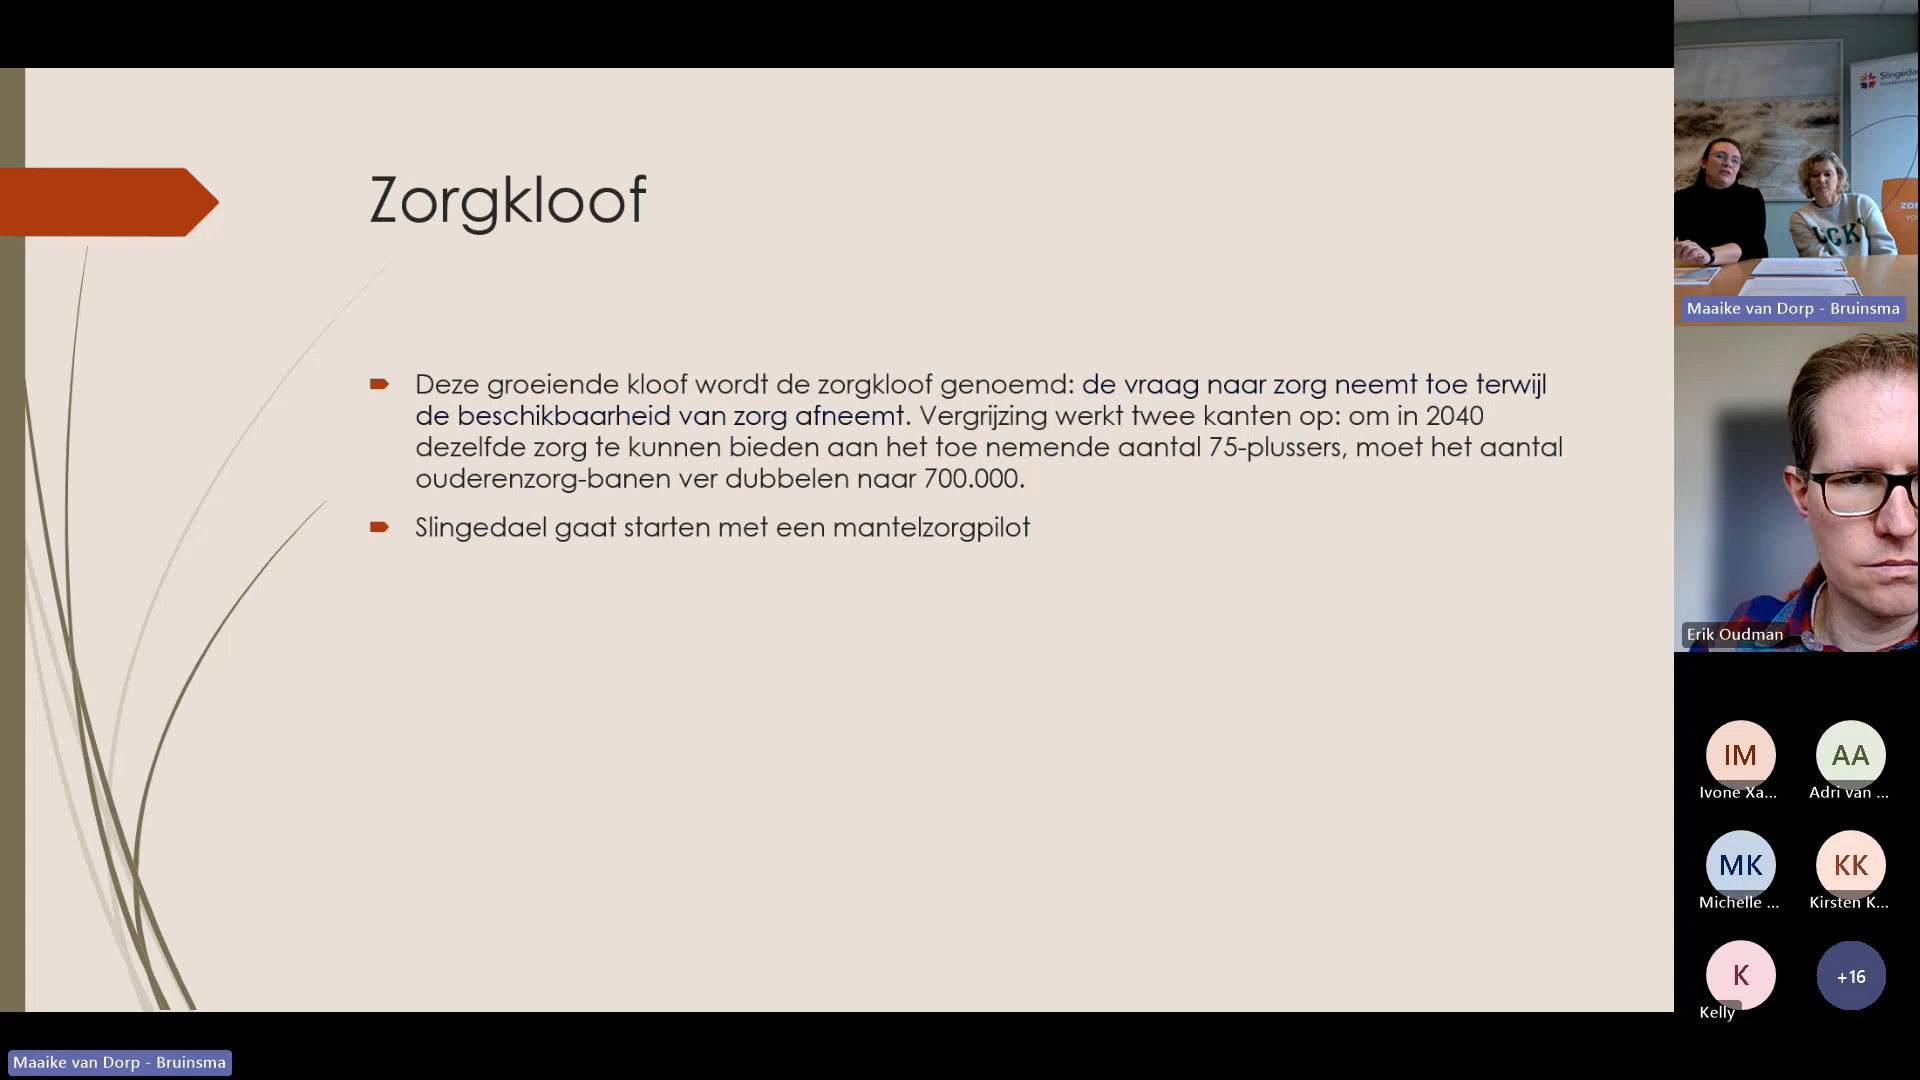 Zorgkloof
Deze groeiende kloof wordt de zorgkloof genoemd: de vraag naar zorg neemt toe terwijl
de beschikbaarheid van zorg afneemt. Vergrijzing werkt twee kanten op: om in 2040
dezelfde zorg te kunnen bieden aan het toe nemende aantal 75-plussers, moet het aantal
ouderenzorg-banen ver dubbelen naar 700.000.
Slingedael gaat starten met een mantelzorgpilot
Maaike van Dorp - Bruinsma
Slingeda
zor
Maaike van Dorp - Bruinsma
Erik Oudman
IM
Ivone Xa...
AA
Adri van ...
MK
Michelle ...
KK
Kirsten K...
K
Kelly
+16